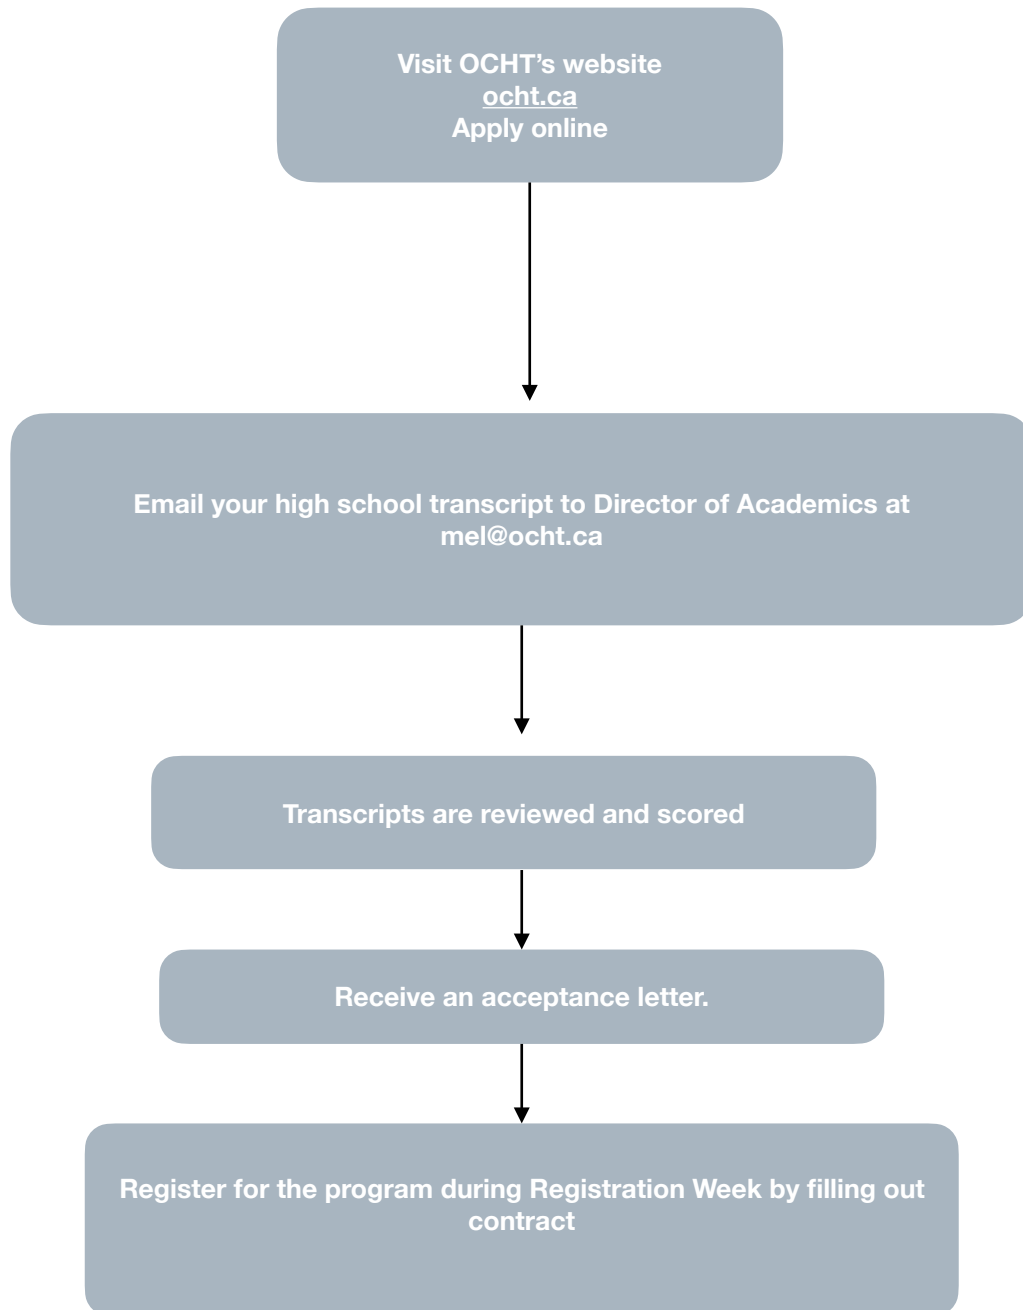 Visit OCHT’s website
ocht.ca
Apply online
Email your high school transcript to Director of Academics at
mel@ocht.ca
Transcripts are reviewed and scored
Receive an acceptance letter.
Register for the program during Registration Week by filling out
contract